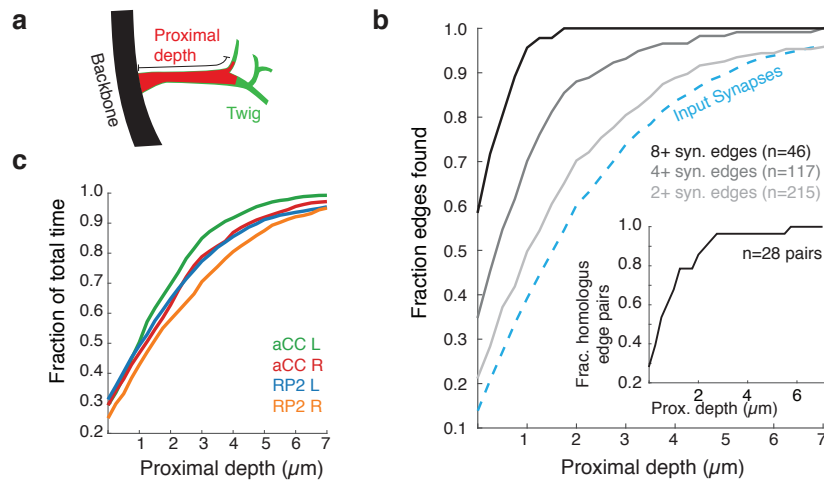 a
Proximal
depth
Backbone
Twig
b
Fraction edges found
1.0
0.9
0.8
0.7
0.6
0.5
0.4
0.3
0.2
0.1
Input Synapses
8+ syn. edges (n=46)
4+ syn. edges (n=117)
2+ syn. edges (n=215)
Frac. homologus
edge pairs
1.0
0.8
0.6
0.4
0.2
n=28 pairs
2 4 6
Prox. depth (µm)
0 1 2 3 4 5 6 7
Proximal depth (µm)
c
Fraction of total time
1.0
0.9
0.8
0.7
0.6
0.5
0.4
0.3
0.2
aCC L
aCC R
RP2 L
RP2 R
1 2 3 4 5 6 7
Proximal depth (µm)